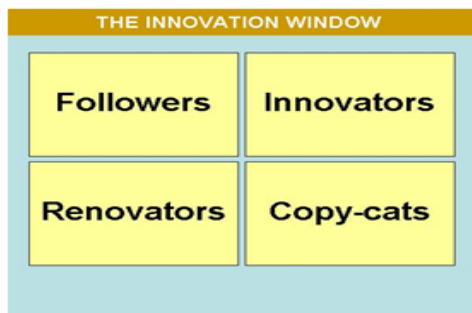 THE INNOVATION WINDOW
Followers
Innovators
Renovators
Copy-cats